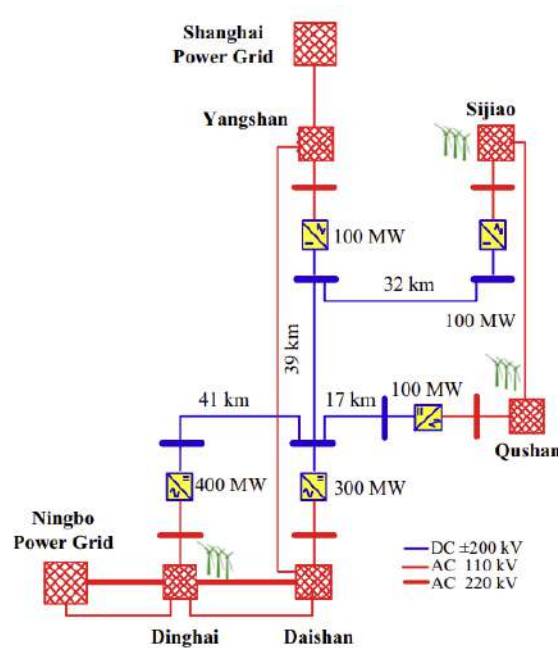 Shanghai
Power Grid
Yangshan
Sijiao
100 MW
32 km
100 MW
39 km
100 MW
41 km
17 km
Qushan
400 MW
300 MW
Ningbo
Power Grid
DC ±200 kV
AC 110 kV
AC 220 kV
Dinghai
Daishan